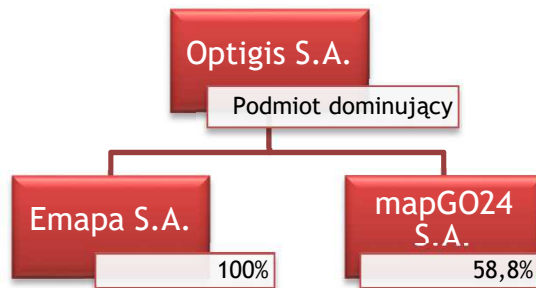 Optigis S.A.
Podmiot dominujący
Emapa S.A.
100%
mapGO24
S.A.
58,8%